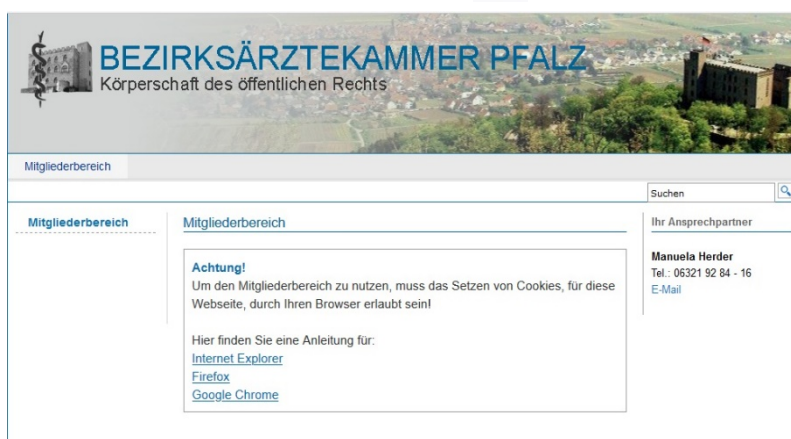 BEZIRKSÄRZTEKAMMER PFALZ
Körperschaft des öffentlichen Rechts
Mitgliederbereich
Suchen
Mitgliederbereich
Mitgliederbereich
Achtung!
Um den Mitgliederbereich zu nutzen, muss das Setzen von Cookies, für diese
Webseite, durch Ihren Browser erlaubt sein!
Hier finden Sie eine Anleitung für:
Internet Explorer
Firefox
Google Chrome
Ihr Ansprechpartner
Manuela Herder
Tel.: 06321 92 84 - 16
E-Mail